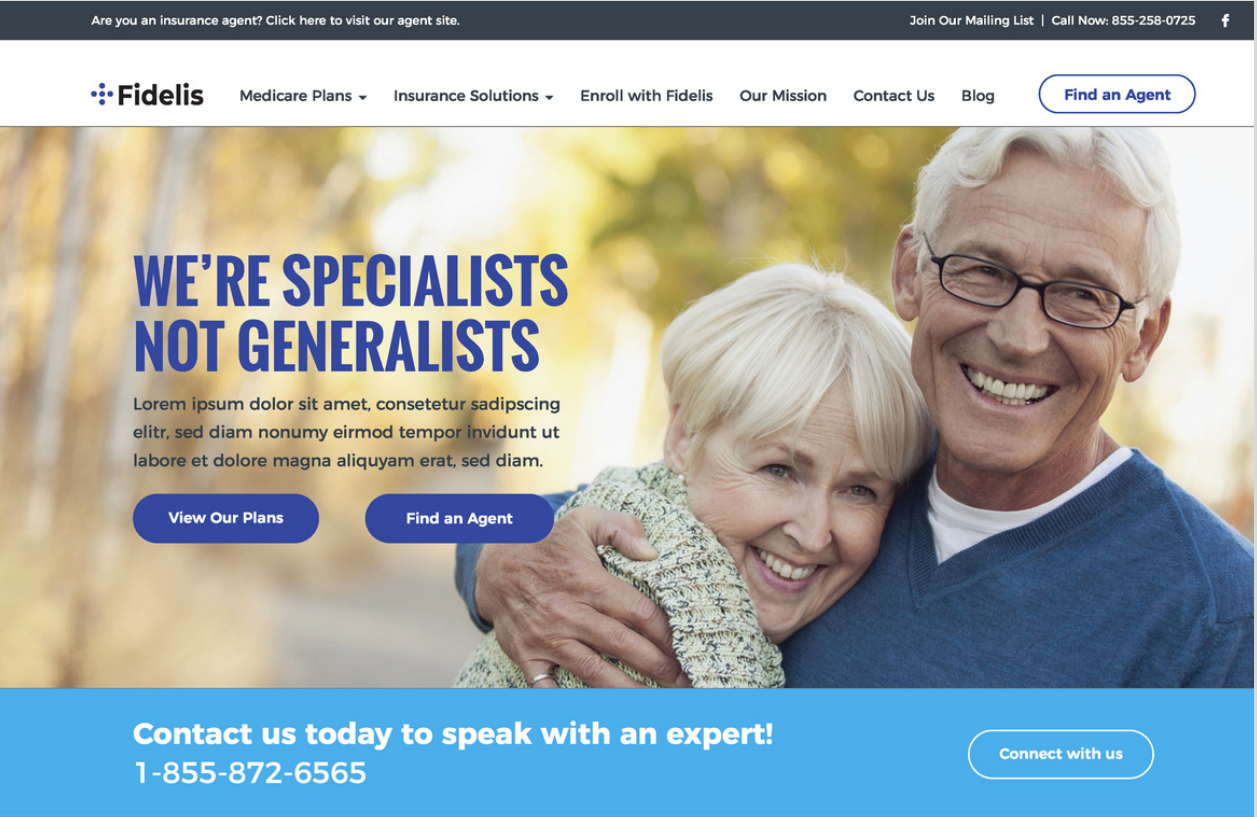 Are you an insurance agent? Click here to visit our agent site.
Join Our Mailing List | Call Now: 855-258-0725
f
Fidelis
Medicare Plans
Insurance Solutions
Enroll with Fidelis
Our Mission
Contact Us
Blog
Find an Agent
WE’RE SPECIALISTS
NOT GENERALISTS
Lorem ipsum dolor sit amet, consetetur sadipscing
elitr, sed diam nonumy eirmod tempor invidunt ut
labore et dolore magna aliquyam erat, sed diam.
View Our Plans
Find an Agent
Contact us today to speak with an expert!
1-855-872-6565
Connect with us